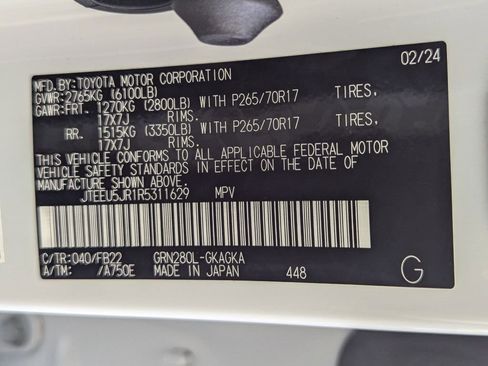 02/24
MFD.BY:TOYOTA MOTOR CORPORATION
GVWR:2765KG (6100LB)
GAWR:FRT. 1270KG (2800LB) WITH P265/70R17 TIRES,
17X7J RIMS.
RR. 1515KG (3350LB) WITH P265/70R17 TIRES,
17X7J RIMS.
THIS VEHICLE CONFORMS TO ALL APPLICABLE FEDERAL MOTOR
VEHICLE SAFETY STANDARDS IN EFFECT ON THE DATE OF
MANUFACTURE SHOWN ABOVE.
JTEEU5JR1R5311629 MPV
C/TR:040/FB22 GRN280L-GKAGKA
A/TM: /A750E MADE IN JAPAN 448 G